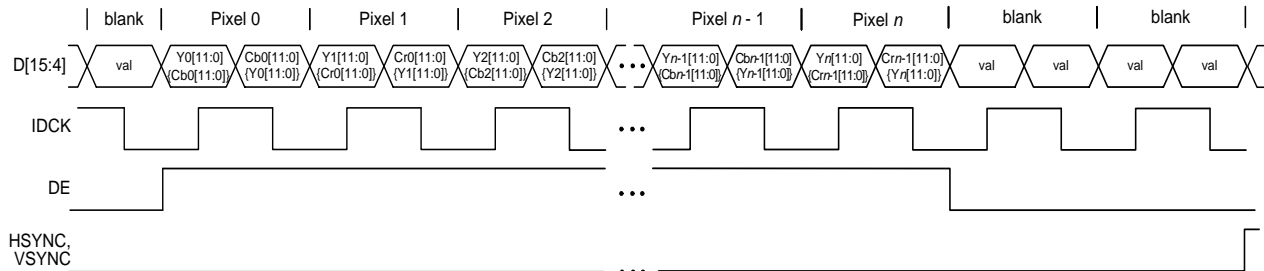 blank Pixel 0 Pixel 1 Pixel 2 Pixel n - 1 Pixel n blank blank
D[15:4] val Y0[11:0] Cb0[11:0] Y1[11:0] Cr0[11:0] Y2[11:0] Cb2[11:0] ••• Yn-1[11:0] Cbn-1[11:0] Yn[11:0] Crn-1[11:0] val val val val
{Cb0[11:0]} {Y0[11:0]} {Cr0[11:0]} {Y1[11:0]} {Cb2[11:0]} {Y2[11:0]} {Cbn-1[11:0]} {Yn-1[11:0]} {Crn-1[11:0]} {Yn[11:0]}
IDCK •••
DE •••
HSYNC,
VSYNC •••